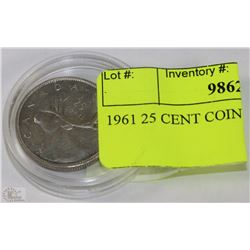 Lot #: Inventory #:
9862
1961 25 CENT COIN
CANADA